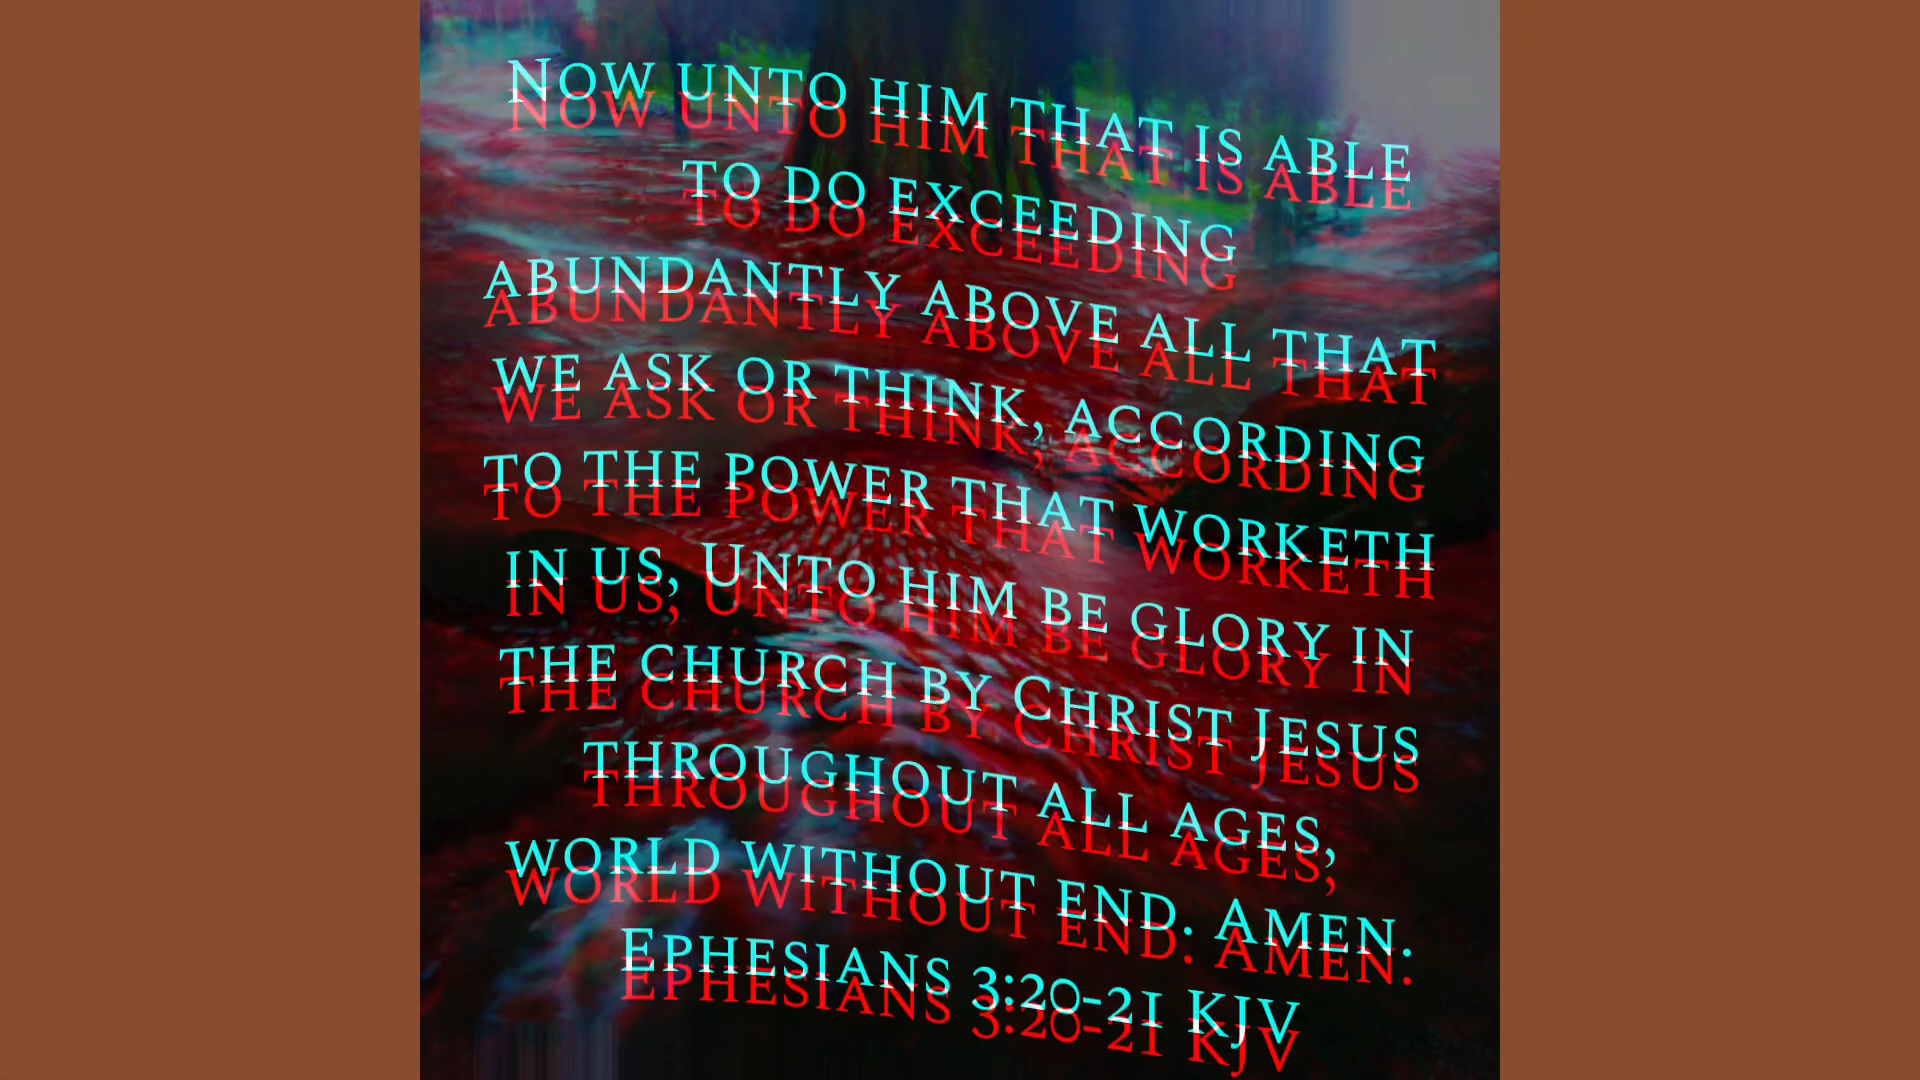 Now unto him that is able
to do exceeding
abundantly above all that
we ask or think, according
to the power that worketh
in us, Unto him be glory in
the church by Christ Jesus
throughout all ages,
world without end. Amen.
Ephesians 3:20-21 KJV